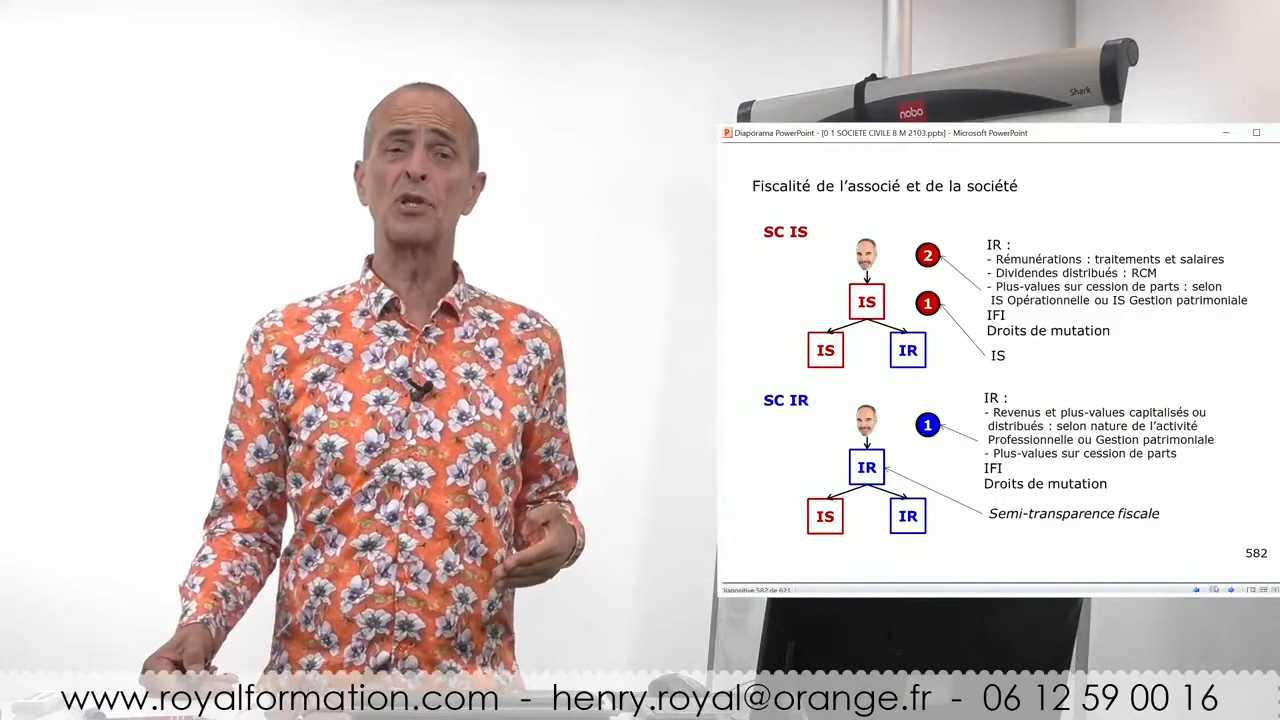 Shark
nobo
Diaporama PowerPoint - [0 1 SOCIETE CIVILE 8 M 2103.pptx] - Microsoft PowerPoint
Fiscalité de l’associé et de la société
SC IS
2
IR :
- Rémunérations : traitements et salaires
- Dividendes distribués : RCM
- Plus-values sur cession de parts : selon
IS Opérationnelle ou IS Gestion patrimoniale
IFI
Droits de mutation
IS
1
IS
IR
IS
SC IR
1
IR :
- Revenus et plus-values capitalisés ou
distribués : selon nature de l’activité
Professionnelle ou Gestion patrimoniale
- Plus-values sur cession de parts
IFI
Droits de mutation
IR
IS
IR
Semi-transparence fiscale
582
Diapositive 582 de 621
www.royalformation.com - henry.royal@orange.fr - 06 12 59 00 16